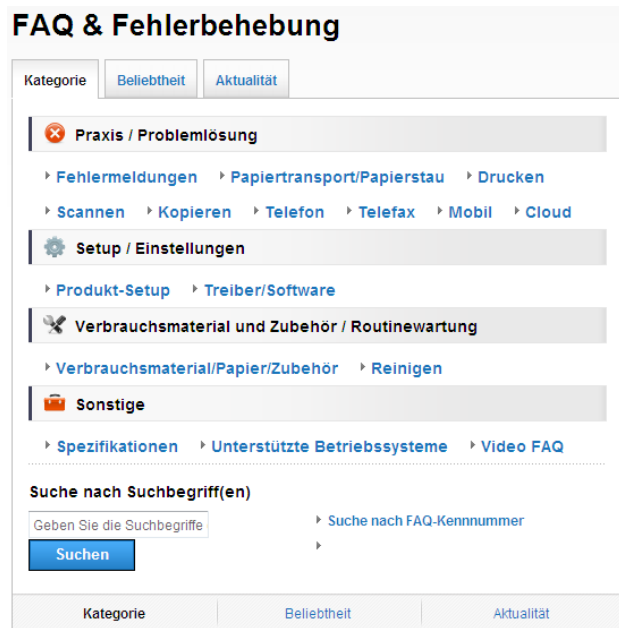 FAQ & Fehlerbehebung
Kategorie Beliebtheit Aktualität
Praxis / Problemlösung
Fehlermeldungen Papiertransport/Papierstau Drucken
Scannen Kopieren Telefon Telefax Mobil Cloud
Setup / Einstellungen
Produkt-Setup Treiber/Software
Verbrauchsmaterial und Zubehör / Routinewartung
Verbrauchsmaterial/Papier/Zubehör Reinigen
Sonstige
Spezifikationen Unterstützte Betriebssysteme Video FAQ
Suche nach Suchbegriff(en)
Geben Sie die Suchbegriffe Suche nach FAQ-Kennnummer
Suchen
Kategorie Beliebtheit Aktualität